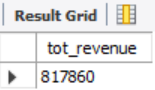 Result Grid
tot_revenue
817860